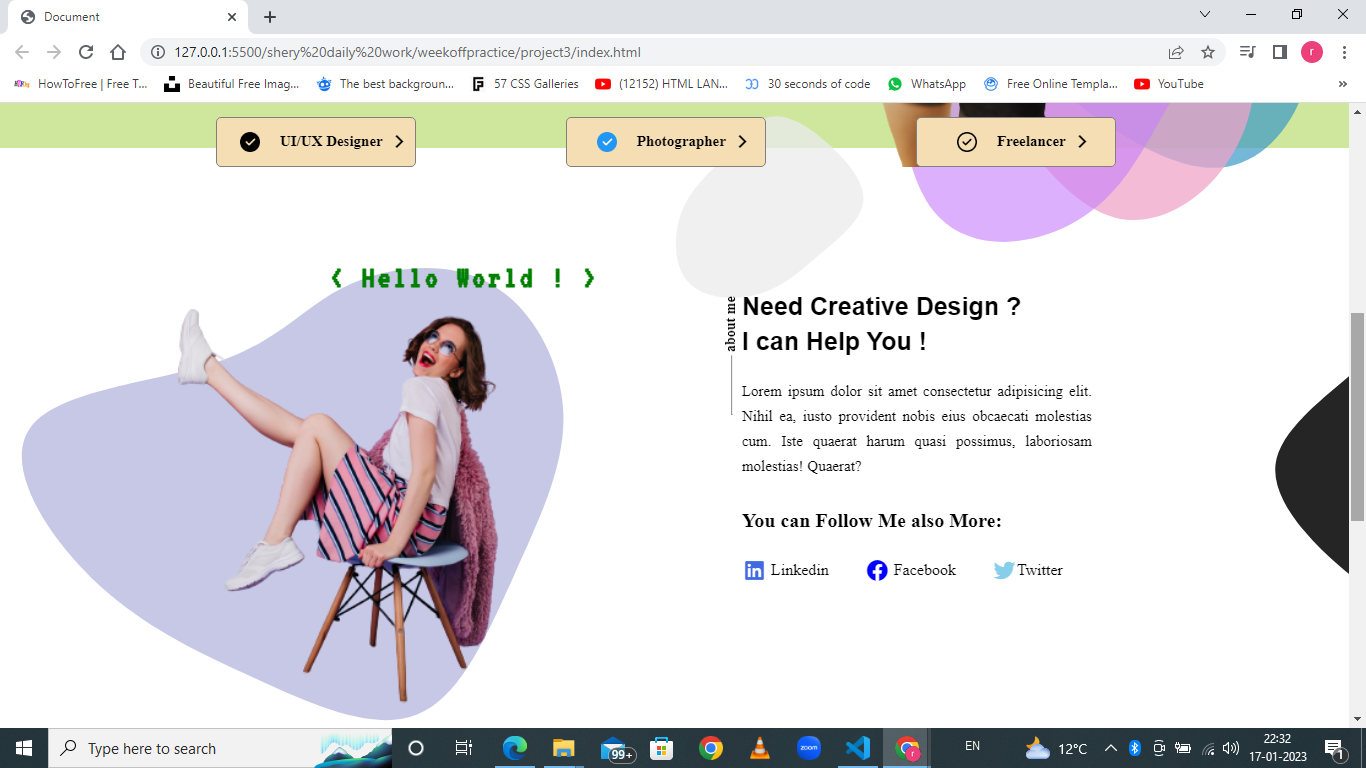 Document
127.0.0.1:5500/shery%20daily%20work/weekoffpractice/project3/index.html
r
HowToFree | Free T... Beautiful Free Imag... The best backgroun... 57 CSS Galleries (12152) HTML LAN... 30 seconds of code WhatsApp Free Online Templa... YouTube »
UI/UX Designer Photographer Freelancer
< Hello World ! >
about me
Need Creative Design ?
I can Help You !
Lorem ipsum dolor sit amet consectetur adipisicing elit.
Nihil ea, iusto provident nobis eius obcaecati molestias
cum. Iste quaerat harum quasi possimus, laboriosam
molestias! Quaerat?
You can Follow Me also More:
Linkedin Facebook Twitter
Type here to search
99+
zoom
r
EN
12°C
22:32
17-01-2023
1